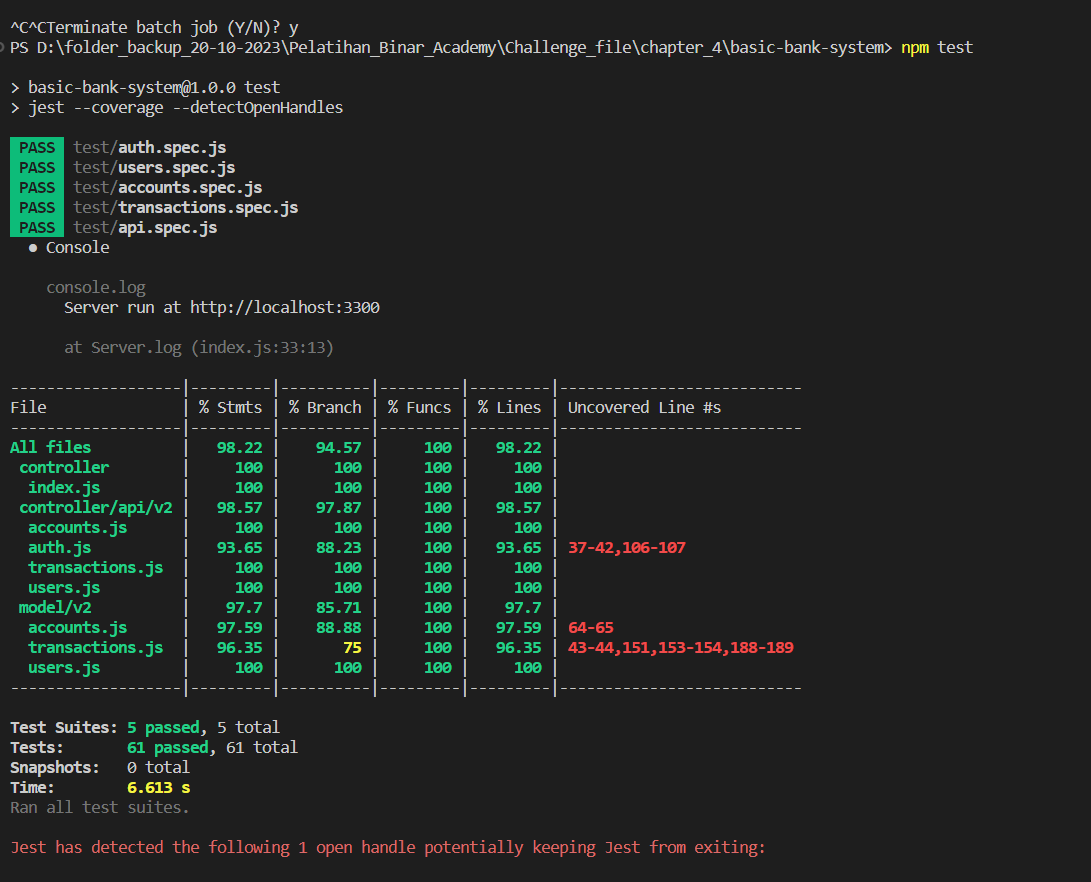 ^C^CTerminate batch job (Y/N)? y
PS D:\folder_backup_20-10-2023\Pelatihan_Binar_Academy\Challenge_file\chapter_4\basic-bank-system> npm test
> basic-bank-system@1.0.0 test
> jest --coverage --detectOpenHandles
PASS test/auth.spec.js
PASS test/users.spec.js
PASS test/accounts.spec.js
PASS test/transactions.spec.js
PASS test/api.spec.js
● Console
console.log
Server run at http://localhost:3300
at Server.log (index.js:33:13)
-------------------|---------|----------|---------|---------|---------------------------
File               | % Stmts | % Branch | % Funcs | % Lines | Uncovered Line #s
-------------------|---------|----------|---------|---------|---------------------------
All files          |   98.22 |    94.57 |     100 |   98.22 |
 controller        |     100 |      100 |     100 |     100 |
  index.js         |     100 |      100 |     100 |     100 |
 controller/api/v2 |   98.57 |    97.87 |     100 |   98.57 |
  accounts.js      |     100 |      100 |     100 |     100 |
  auth.js          |   93.65 |    88.23 |     100 |   93.65 | 37-42,106-107
  transactions.js  |     100 |      100 |     100 |     100 |
  users.js         |     100 |      100 |     100 |     100 |
 model/v2          |    97.7 |    85.71 |     100 |    97.7 |
  accounts.js      |   97.59 |    88.88 |     100 |   97.59 | 64-65
  transactions.js  |   96.35 |       75 |     100 |   96.35 | 43-44,151,153-154,188-189
  users.js         |     100 |      100 |     100 |     100 |
-------------------|---------|----------|---------|---------|---------------------------
Test Suites: 5 passed, 5 total
Tests:       61 passed, 61 total
Snapshots:   0 total
Time:        6.613 s
Ran all test suites.
Jest has detected the following 1 open handle potentially keeping Jest from exiting: